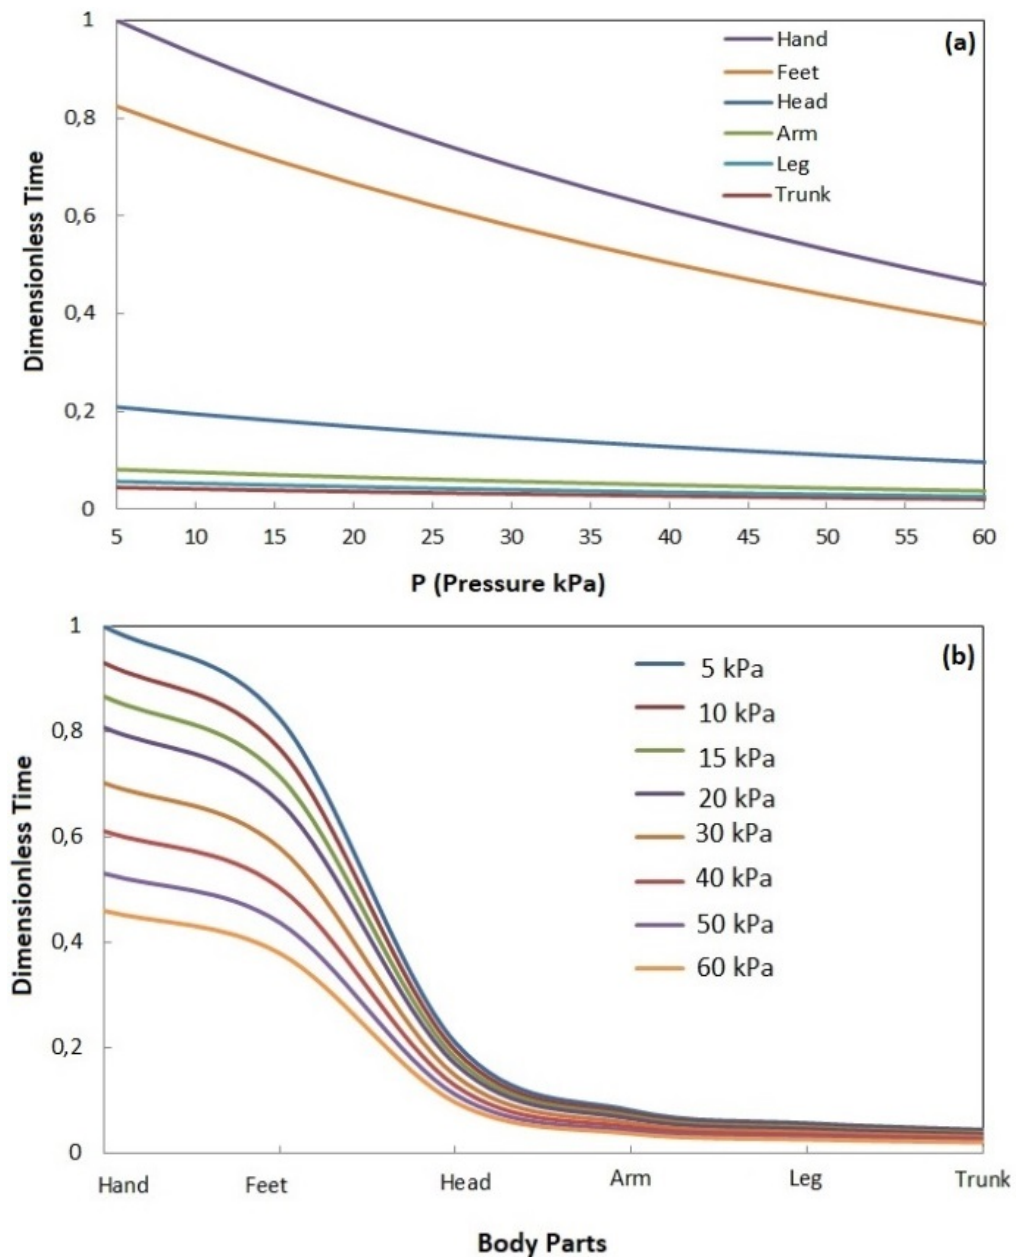 1
(a)
Hand
Feet
Head
Arm
Leg
Trunk
0,8
0,6
0,4
0,2
0
Dimensionless Time
5 10 15 20 25 30 35 40 45 50 55 60
P (Pressure kPa)
1
(b)
5 kPa
10 kPa
15 kPa
20 kPa
30 kPa
40 kPa
50 kPa
60 kPa
0,8
0,6
0,4
0,2
0
Dimensionless Time
Hand Feet Head Arm Leg Trunk
Body Parts